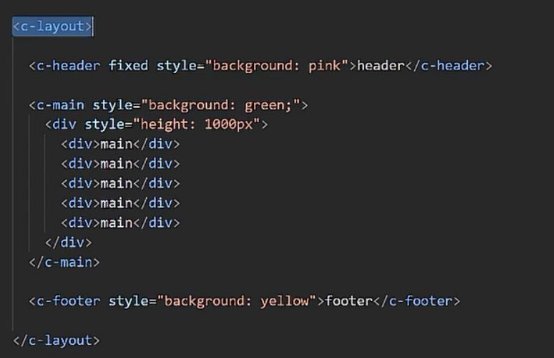 <c-layout>
<c-header fixed style="background: pink">header</c-header>
<c-main style="background: green;">
<div style="height: 1000px">
<div>main</div>
<div>main</div>
<div>main</div>
<div>main</div>
<div>main</div>
</div>
</c-main>
<c-footer style="background: yellow">footer</c-footer>
</c-layout>